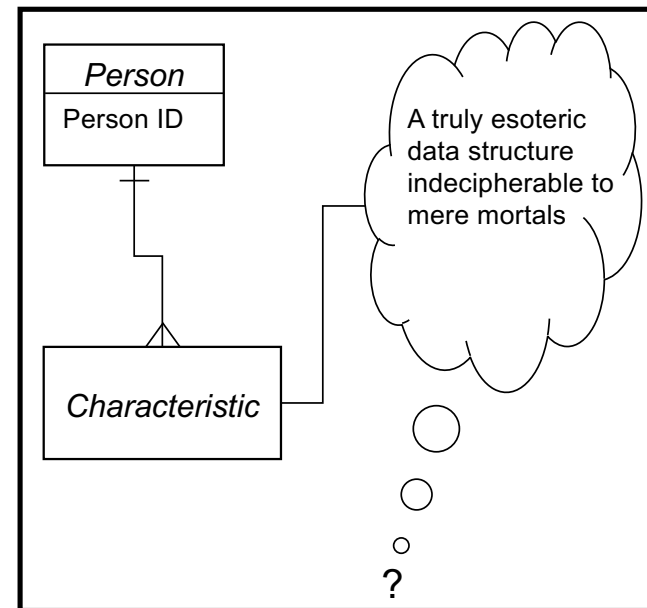 Person
Person ID
A truly esoteric
data structure
indecipherable to
mere mortals
Characteristic
?